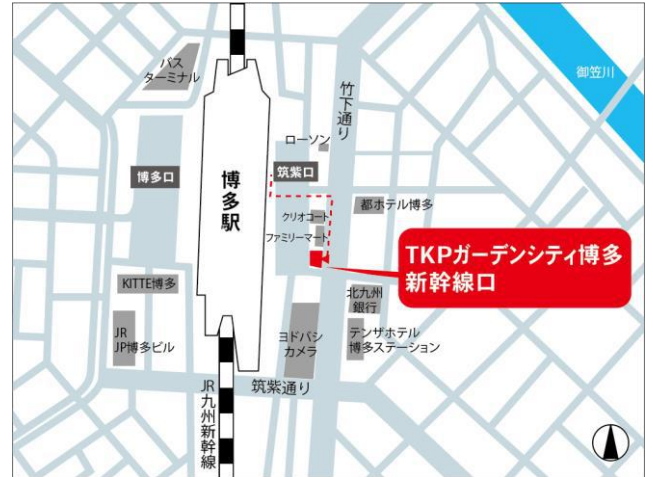 バス
ターミナル
御笠川
竹下通り
ローソン
博多口
筑紫口
博多駅
都ホテル博多
クリオコート
ファミリーマート
TKPガーデンシティ博多
新幹線口
KITTE博多
北九州
銀行
JR
JP博多ビル
ヨドバシ
カメラ
テンザホテル
博多ステーション
筑紫通り
JR九州新幹線